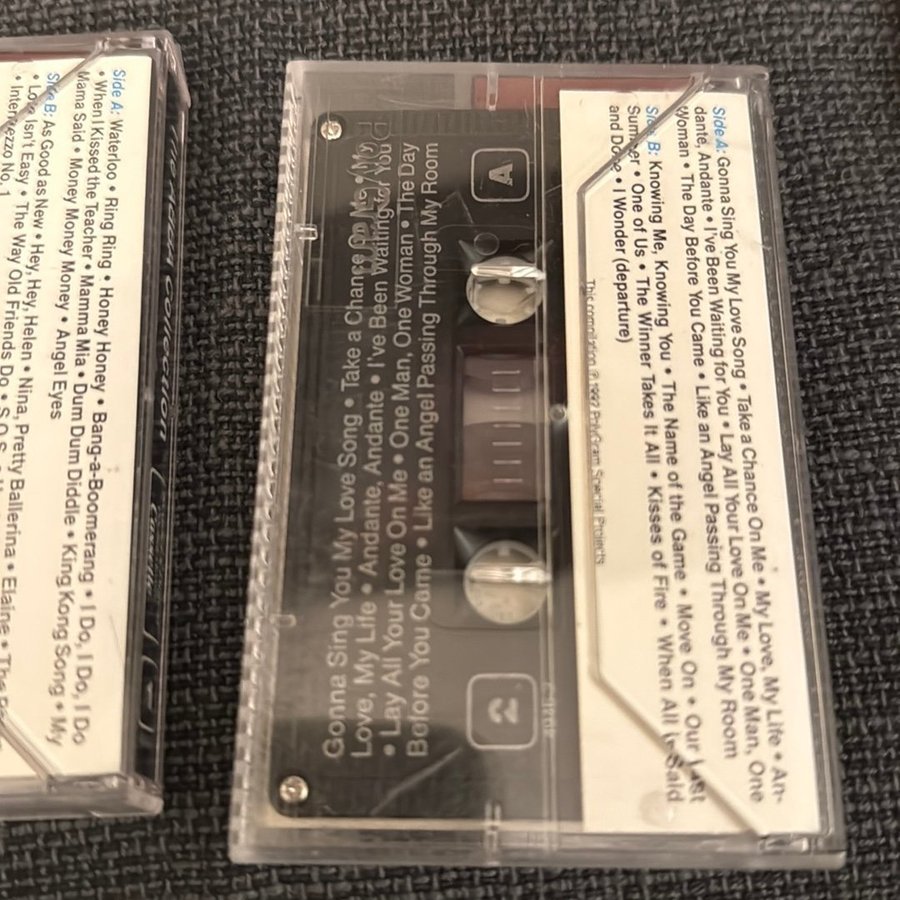 Side A: Waterloo • Ring Ring • Honey Honey • Bang-a-Boomerang • I Do, I Do, I Do
• When I Kissed the Teacher • Mamma Mia • Dum Dum Diddle • King Kong Song • My
Mama Said • Money Money Money • Angel Eyes
Side B: As Good as New • Hey, Hey, Helen • Nina, Pretty Ballerina • Elaine • The
• Love Isn't Easy • The Way Old Friends Do • S.O.S.
• Intermezzo No. 1
The ABBA Collection
Cassette 1
Gonna Sing You My Love Song • Take a Chance On Me • My
Love, My Life • Andante, Andante • I've Been Waiting for You
• Lay All Your Love On Me • One Man, One Woman • The Day
Before You Came • Like an Angel Passing Through My Room
A
2
Side A: Gonna Sing You My Love Song • Take a Chance On Me • My Love, My Life • An-
dante, Andante • I've Been Waiting for You • Lay All Your Love On Me • One Man, One
Woman • The Day Before You Came • Like an Angel Passing Through My Room
Side B: Knowing Me, Knowing You • The Name of the Game • Move On • Our Last
Summer • One of Us • The Winner Takes It All • Kisses of Fire • When All is Said
and Done • I Wonder (departure)
This compilation ℗ 1992 PolyGram Special Projects